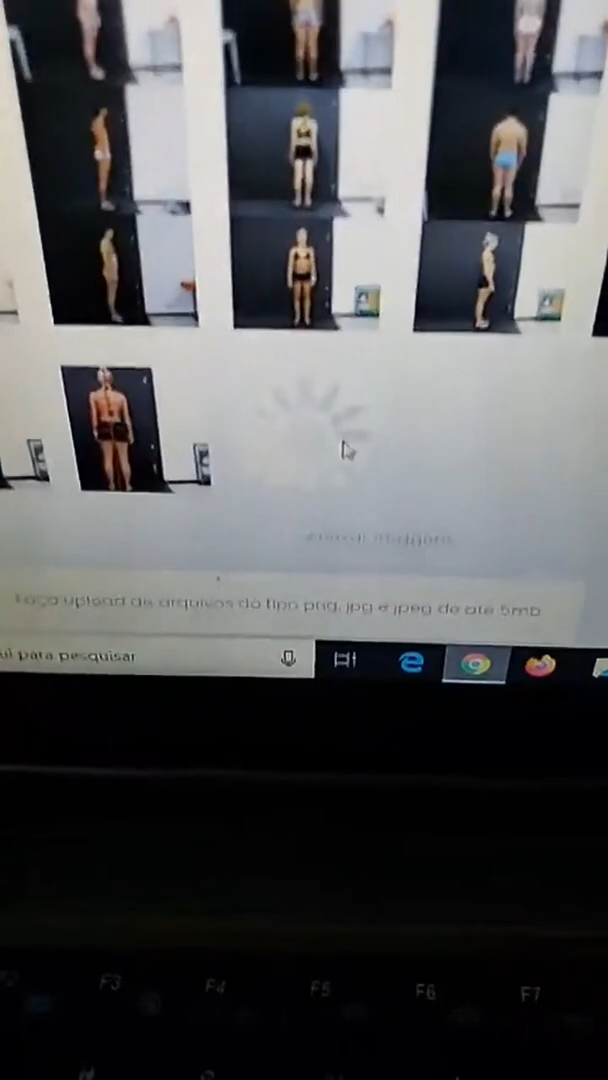 Faça upload de arquivos do tipo png, jpg e jpeg de até 5mb
ui para pesquisar
F3 F4 F5 F6 F7